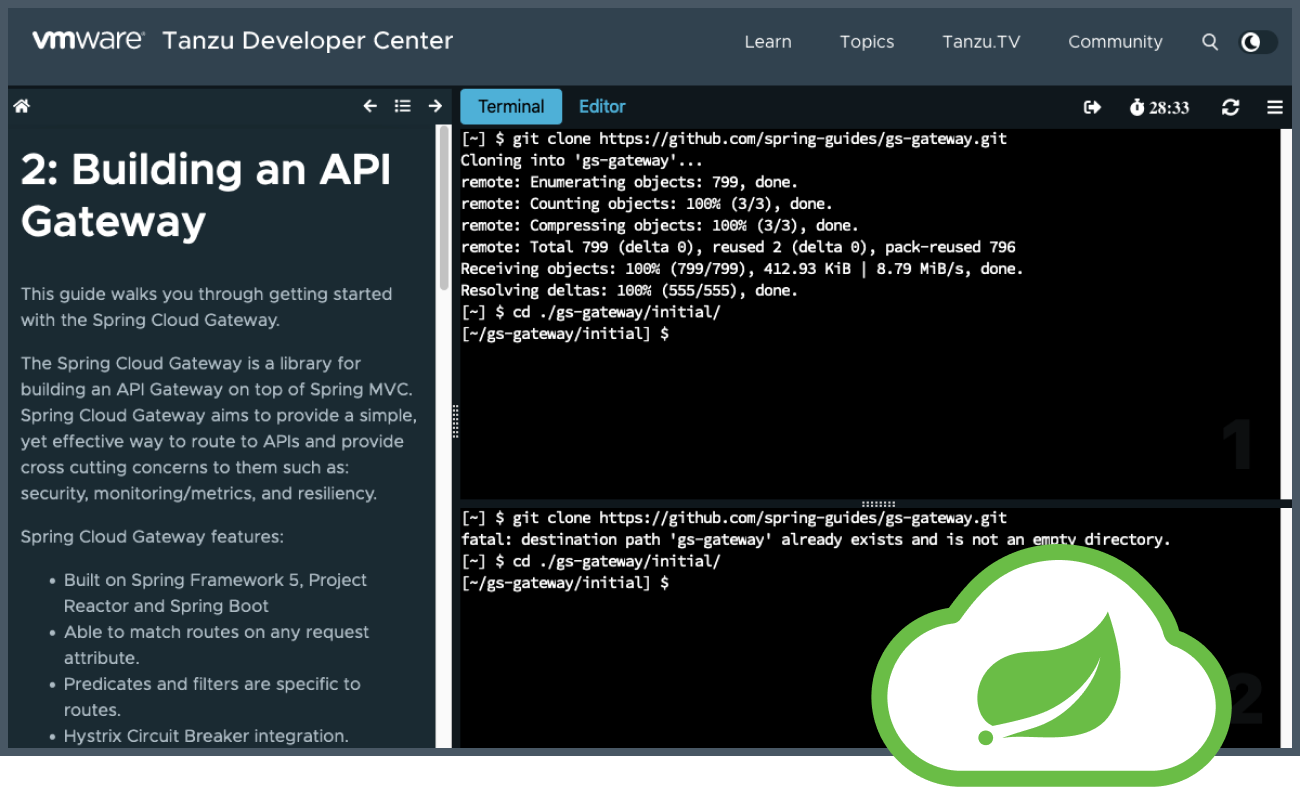 vmware® Tanzu Developer Center
Learn Topics Tanzu.TV Community
Terminal Editor 28:33
2: Building an API
Gateway
This guide walks you through getting started
with the Spring Cloud Gateway.
The Spring Cloud Gateway is a library for
building an API Gateway on top of Spring MVC.
Spring Cloud Gateway aims to provide a simple,
yet effective way to route to APIs and provide
cross cutting concerns to them such as:
security, monitoring/metrics, and resiliency.
Spring Cloud Gateway features:
• Built on Spring Framework 5, Project
Reactor and Spring Boot
• Able to match routes on any request
attribute.
• Predicates and filters are specific to
routes.
• Hystrix Circuit Breaker integration.
[~] $ git clone https://github.com/spring-guides/gs-gateway.git
Cloning into 'gs-gateway'...
remote: Enumerating objects: 799, done.
remote: Counting objects: 100% (3/3), done.
remote: Compressing objects: 100% (3/3), done.
remote: Total 799 (delta 0), reused 2 (delta 0), pack-reused 796
Receiving objects: 100% (799/799), 412.93 KiB | 8.79 MiB/s, done.
Resolving deltas: 100% (555/555), done.
[~] $ cd ./gs-gateway/initial/
[~/gs-gateway/initial] $
1
[~] $ git clone https://github.com/spring-guides/gs-gateway.git
fatal: destination path 'gs-gateway' already exists and is not an empty directory.
[~] $ cd ./gs-gateway/initial/
[~/gs-gateway/initial] $
2